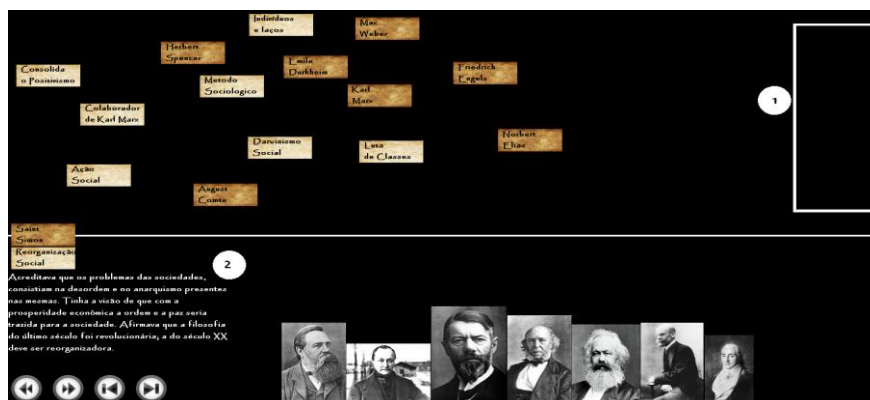 Indivíduos
e laços
Max
Weber
Herbert
Spencer
Emile
Durkheim
Friedrich
Engels
Consolida
o Positivismo
Metodo
Sociologico
Karl
Marx
1
Colaborador
de Karl Marx
Norbert
Elias
Darwinismo
Social
Luta
de Classes
Ação
Social
August
Comte
Saint
Simon
Reorganização
Social
2
Acreditava que os problemas das sociedades,
consistiam na desordem e no anarquismo presentes
nas mesmas. Tinha a visão de que com a
prosperidade econômica a ordem e a paz seria
trazida para a sociedade. Afirmava que a filosofia
do último século foi revolucionária, a do século XX
deve ser reorganizadora.